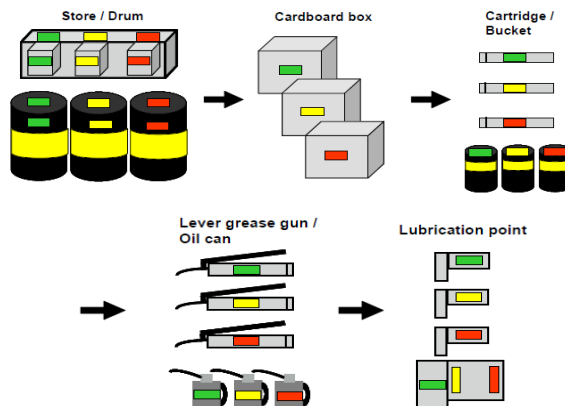 Store / Drum
Cardboard box
Cartridge /
Bucket
Lever grease gun /
Oil can
Lubrication point